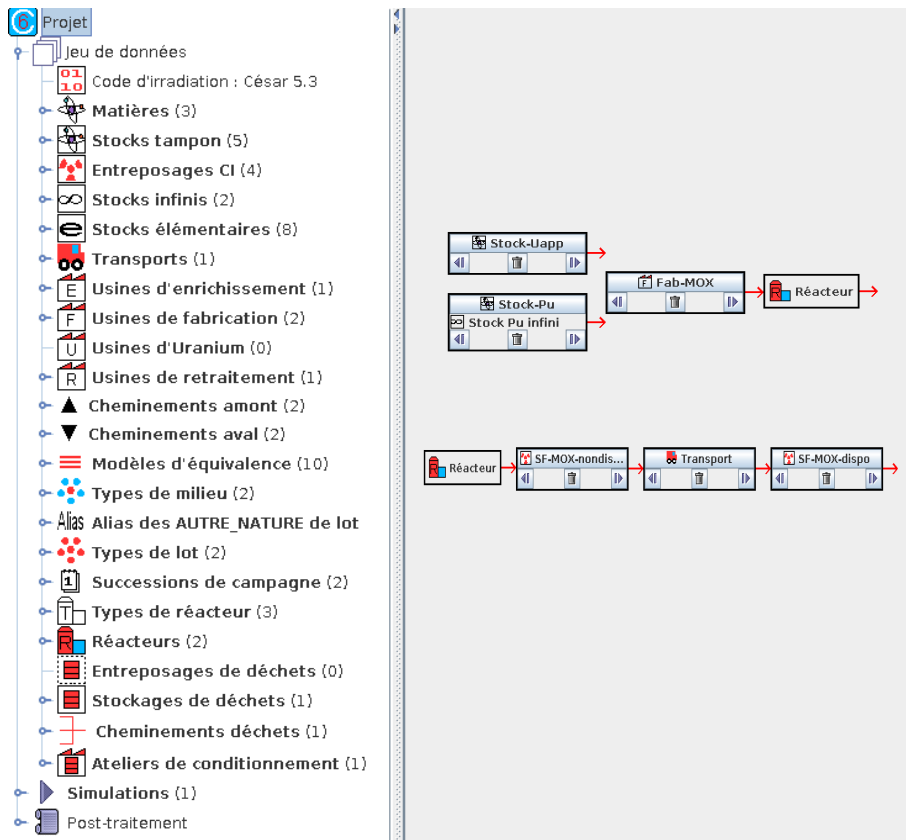 Projet
Jeu de données
Code d'irradiation : César 5.3
Matières (3)
Stocks tampon (5)
Entreposages CI (4)
Stocks infinis (2)
Stocks élémentaires (8)
Transports (1)
E Usines d'enrichissement (1)
F Usines de fabrication (2)
U Usines d'Uranium (0)
R Usines de retraitement (1)
Cheminements amont (2)
Cheminements aval (2)
Modèles d'équivalence (10)
Types de milieu (2)
Alias Alias des AUTRE_NATURE de lot
Types de lot (2)
1 Successions de campagne (2)
T Types de réacteur (3)
R Réacteurs (2)
Entreposages de déchets (0)
Stockages de déchets (1)
Cheminements déchets (1)
Ateliers de conditionnement (1)
Simulations (1)
Post-traitement
Stock-Uapp
Stock-Pu
Stock Pu infini
F Fab-MOX
R Réacteur
R Réacteur
SF-MOX-nondis...
Transport
SF-MOX-dispo